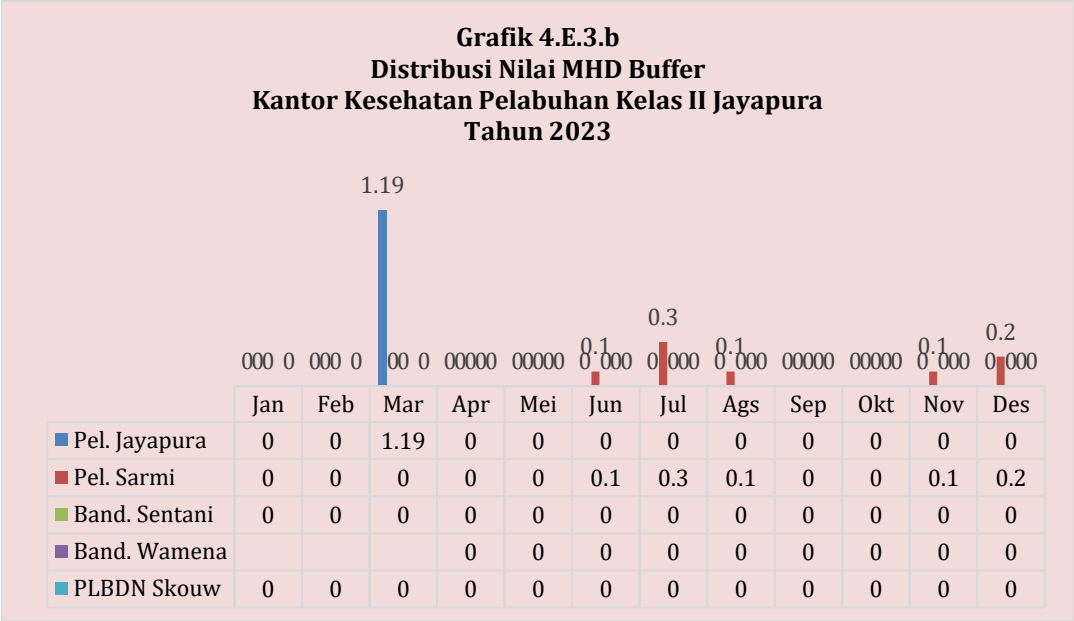 Grafik 4.E.3.b
Distribusi Nilai MHD Buffer
Kantor Kesehatan Pelabuhan Kelas II Jayapura
Tahun 2023
1.19
0.3
0.2
0.1 0.1 0.1
000 0 000 0 00 0 00000 00000 0 000 0 000 0 000 00000 00000 0 000 0 000
Jan Feb Mar Apr Mei Jun Jul Ags Sep Okt Nov Des
Pel. Jayapura 0 0 1.19 0 0 0 0 0 0 0 0 0
Pel. Sarmi 0 0 0 0 0 0.1 0.3 0.1 0 0 0.1 0.2
Band. Sentani 0 0 0 0 0 0 0 0 0 0 0 0
Band. Wamena 0 0 0 0 0 0 0 0 0
PLBDN Skouw 0 0 0 0 0 0 0 0 0 0 0 0